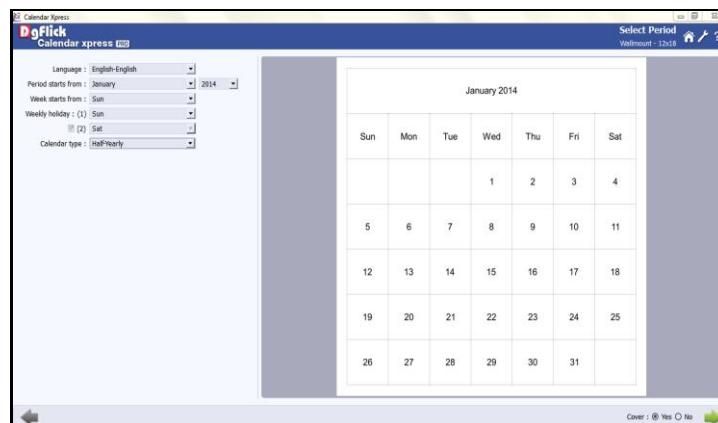 Calendar Xpress
DgFlick
Calendar xpress PRO
Select Period
Wallmount - 12x18
Language : English-English
Period starts from : January 2014
Week starts from : Sun
Weekly holiday : (1) Sun
(2) Sat
Calendar type : Half-Yearly
January 2014
Sun Mon Tue Wed Thu Fri Sat
1 2 3 4
5 6 7 8 9 10 11
12 13 14 15 16 17 18
19 20 21 22 23 24 25
26 27 28 29 30 31
Cover : Yes No